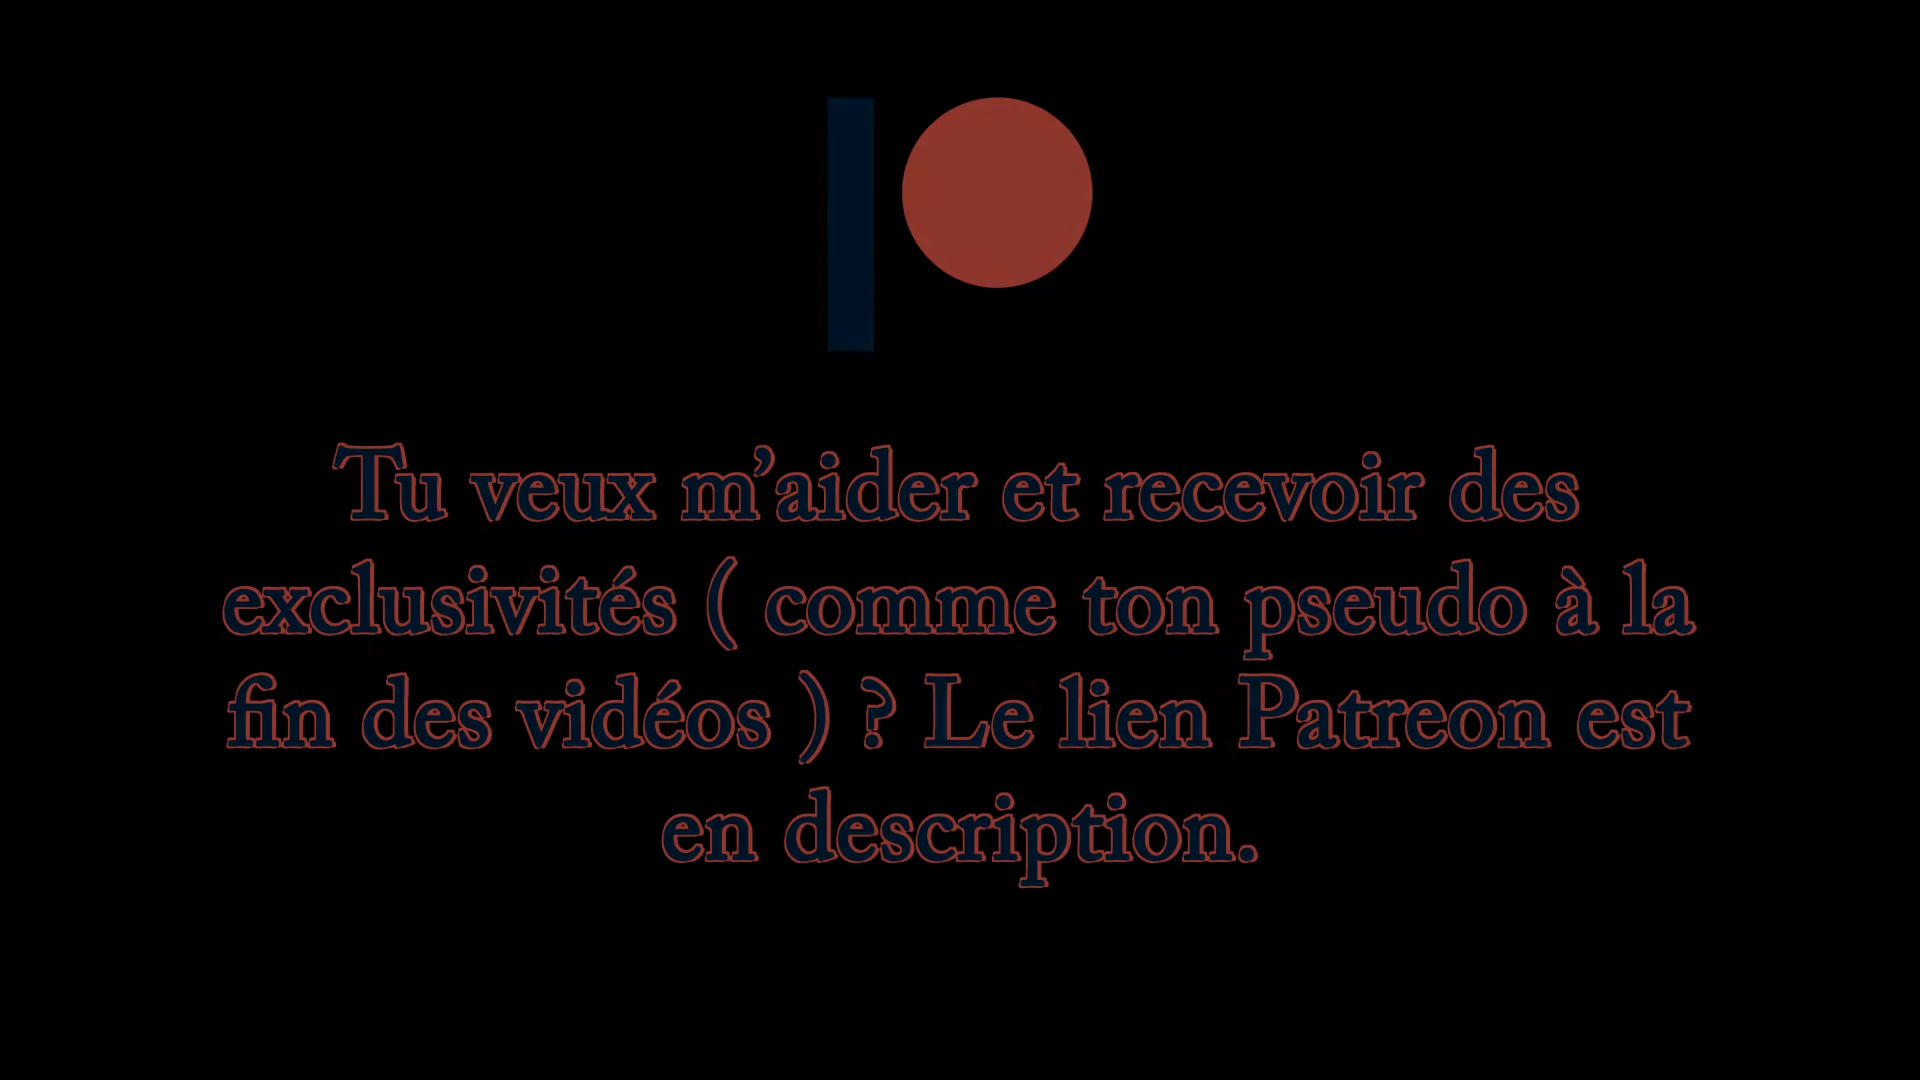 Tu veux m’aider et recevoir des
exclusivités ( comme ton pseudo à la
fin des vidéos ) ? Le lien Patreon est
en description.